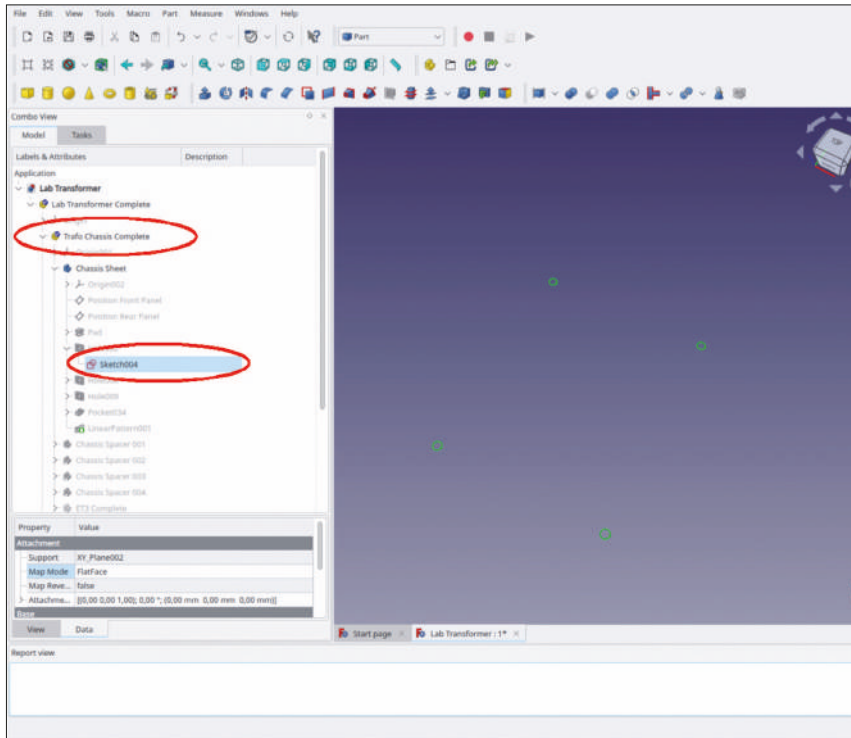 File Edit View Tools Macro Part Measure Windows Help
Part
Combo View
Model Tasks
Labels & Attributes Description
Application
Lab Transformer
Lab Transformer Complete
Trafo Chassis Complete
Chassis Sheet
Origin002
Position Front Panel
Position Rear Panel
Pad
Sketch004
Hole009
Pocket034
LinearPattern001
Chassis Spacer 001
Chassis Spacer 002
Chassis Spacer 003
Chassis Spacer 004
ET3 Complete
Property Value
Attachment
Support XY_Plane002
Map Mode FlatFace
Map Reve... false
Attachme... [(0,00 0,00 1,00); 0,00 °; (0,00 mm 0,00 mm 0,00 mm)]
Base
View Data
Start page Lab Transformer : 1*
Report view
TOP